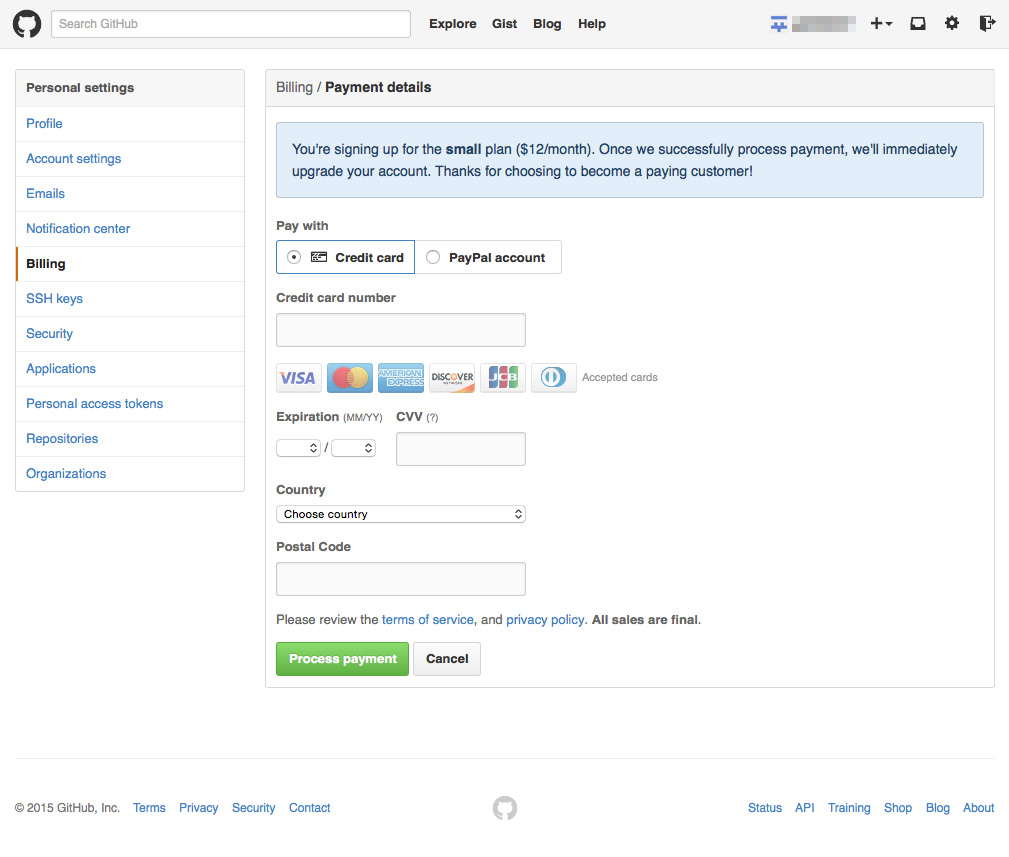 Search GitHub
Explore Gist Blog Help
Personal settings
Profile
Account settings
Emails
Notification center
Billing
SSH keys
Security
Applications
Personal access tokens
Repositories
Organizations
Billing / Payment details
You're signing up for the small plan ($12/month). Once we successfully process payment, we'll immediately
upgrade your account. Thanks for choosing to become a paying customer!
Pay with
Credit card PayPal account
Credit card number
VISA AMERICAN EXPRESS DISCOVER NETWORK JCB Accepted cards
Expiration (MM/YY) CVV (?)
/
Country
Choose country
Postal Code
Please review the terms of service, and privacy policy. All sales are final.
Process payment Cancel
© 2015 GitHub, Inc. Terms Privacy Security Contact
Status API Training Shop Blog About